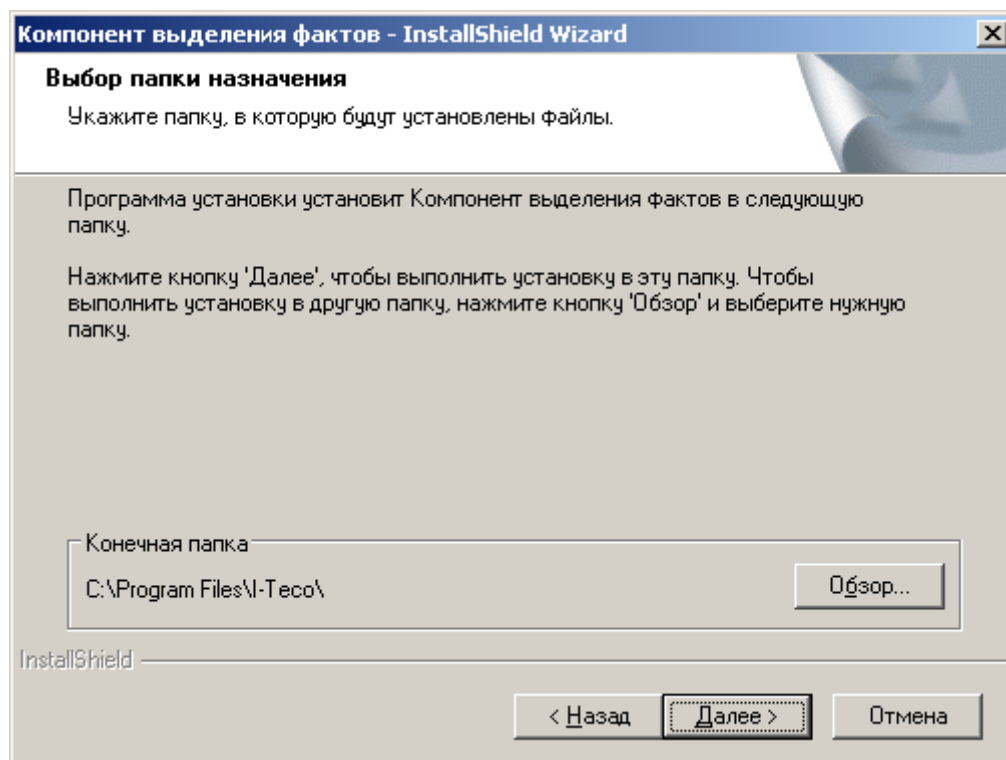 Компонент выделения фактов - InstallShield Wizard
Выбор папки назначения
Укажите папку, в которую будут установлены файлы.
Программа установки установит Компонент выделения фактов в следующую
папку.
Нажмите кнопку 'Далее', чтобы выполнить установку в эту папку. Чтобы
выполнить установку в другую папку, нажмите кнопку 'Обзор' и выберите нужную
папку.
Конечная папка
C:\Program Files\I-Teco\
Обзор...
InstallShield
< Назад
Далее >
Отмена